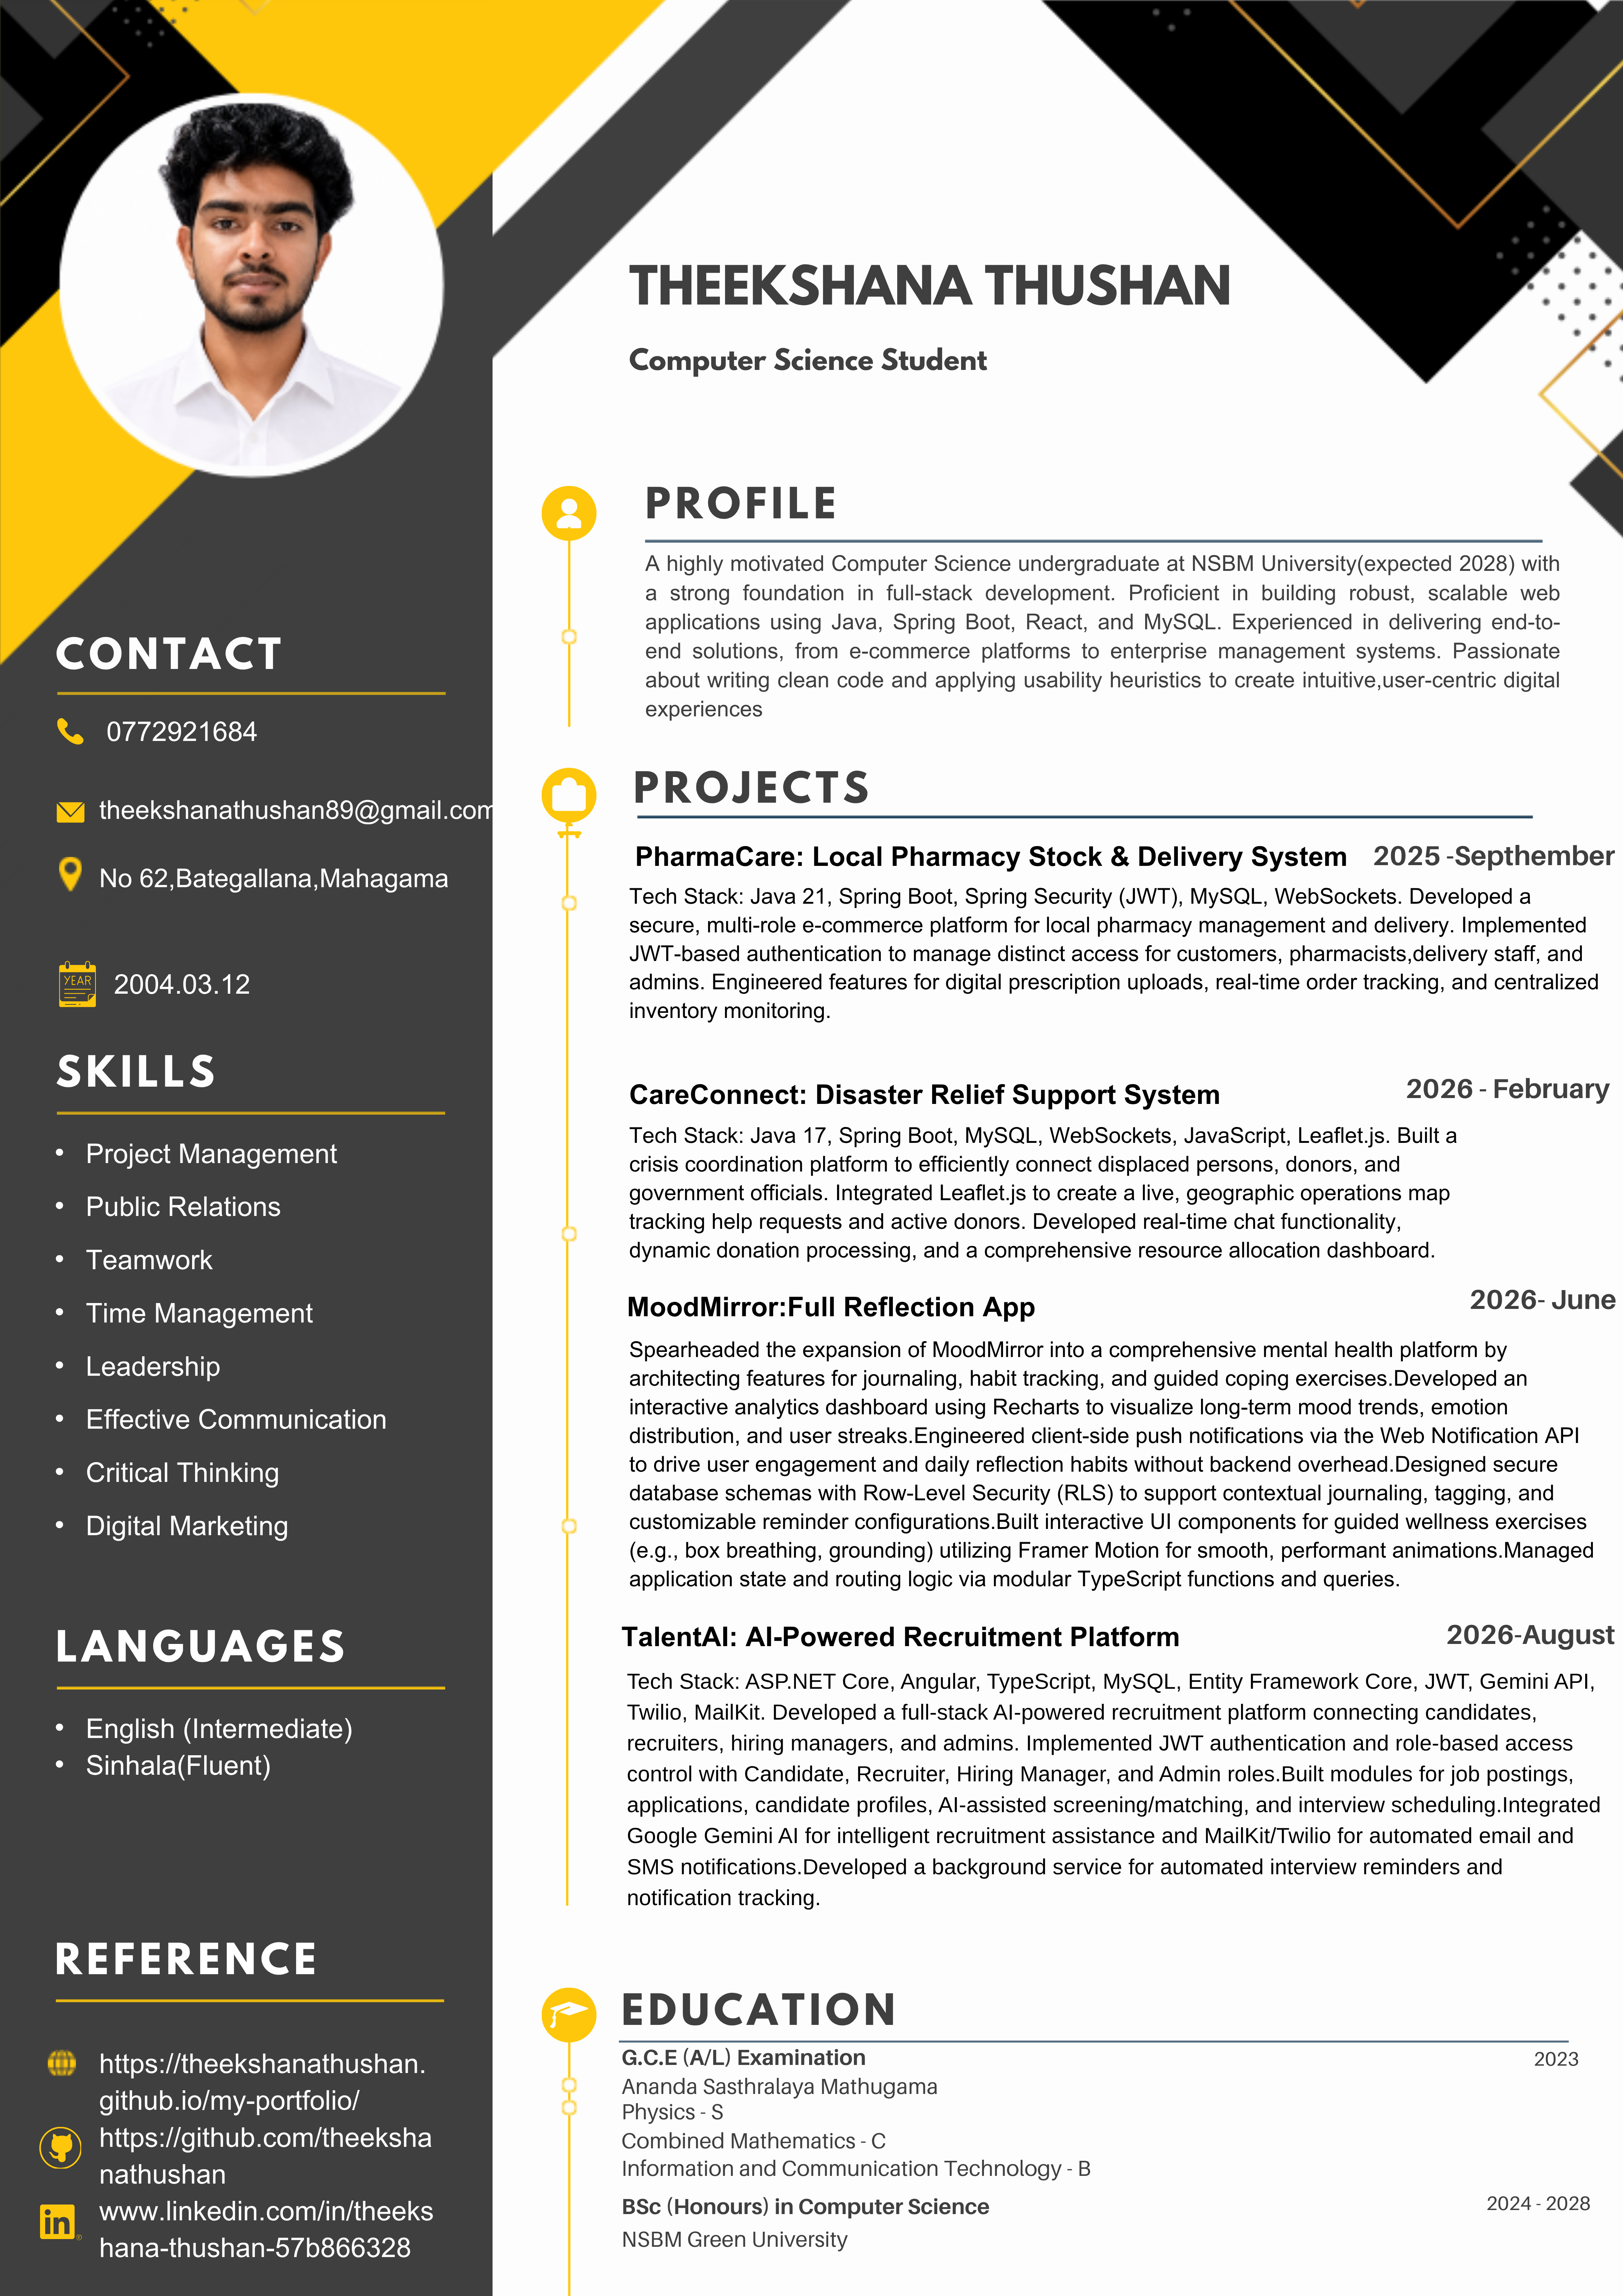 THEEKSHANA THUSHAN
Computer Science Student
CONTACT
0772921684
theekshanathushan89@gmail.com
No 62,Bategallana,Mahagama
YEAR
2004.03.12
SKILLS
• Project Management
• Public Relations
• Teamwork
• Time Management
• Leadership
• Effective Communication
• Critical Thinking
• Digital Marketing
LANGUAGES
• English (Intermediate)
• Sinhala(Fluent)
REFERENCE
https://theekshanathushan.
github.io/my-portfolio/
https://github.com/theeksha
nathushan
in
www.linkedin.com/in/theeks
hana-thushan-57b866328
PROFILE
A highly motivated Computer Science undergraduate at NSBM University(expected 2028) with
a strong foundation in full-stack development. Proficient in building robust, scalable web
applications using Java, Spring Boot, React, and MySQL. Experienced in delivering end-to-
end solutions, from e-commerce platforms to enterprise management systems. Passionate
about writing clean code and applying usability heuristics to create intuitive,user-centric digital
experiences
PROJECTS
PharmaCare: Local Pharmacy Stock & Delivery System 2025 -Septhember
Tech Stack: Java 21, Spring Boot, Spring Security (JWT), MySQL, WebSockets. Developed a
secure, multi-role e-commerce platform for local pharmacy management and delivery. Implemented
JWT-based authentication to manage distinct access for customers, pharmacists,delivery staff, and
admins. Engineered features for digital prescription uploads, real-time order tracking, and centralized
inventory monitoring.
CareConnect: Disaster Relief Support System 2026 - February
Tech Stack: Java 17, Spring Boot, MySQL, WebSockets, JavaScript, Leaflet.js. Built a
crisis coordination platform to efficiently connect displaced persons, donors, and
government officials. Integrated Leaflet.js to create a live, geographic operations map
tracking help requests and active donors. Developed real-time chat functionality,
dynamic donation processing, and a comprehensive resource allocation dashboard.
MoodMirror:Full Reflection App 2026- June
Spearheaded the expansion of MoodMirror into a comprehensive mental health platform by
architecting features for journaling, habit tracking, and guided coping exercises.Developed an
interactive analytics dashboard using Recharts to visualize long-term mood trends, emotion
distribution, and user streaks.Engineered client-side push notifications via the Web Notification API
to drive user engagement and daily reflection habits without backend overhead.Designed secure
database schemas with Row-Level Security (RLS) to support contextual journaling, tagging, and
customizable reminder configurations.Built interactive UI components for guided wellness exercises
(e.g., box breathing, grounding) utilizing Framer Motion for smooth, performant animations.Managed
application state and routing logic via modular TypeScript functions and queries.
TalentAI: AI-Powered Recruitment Platform 2026-August
Tech Stack: ASP.NET Core, Angular, TypeScript, MySQL, Entity Framework Core, JWT, Gemini API,
Twilio, MailKit. Developed a full-stack AI-powered recruitment platform connecting candidates,
recruiters, hiring managers, and admins. Implemented JWT authentication and role-based access
control with Candidate, Recruiter, Hiring Manager, and Admin roles.Built modules for job postings,
applications, candidate profiles, AI-assisted screening/matching, and interview scheduling.Integrated
Google Gemini AI for intelligent recruitment assistance and MailKit/Twilio for automated email and
SMS notifications.Developed a background service for automated interview reminders and
notification tracking.
EDUCATION
G.C.E (A/L) Examination 2023
Ananda Sasthralaya Mathugama
Physics - S
Combined Mathematics - C
Information and Communication Technology - B
BSc (Honours) in Computer Science 2024 - 2028
NSBM Green University